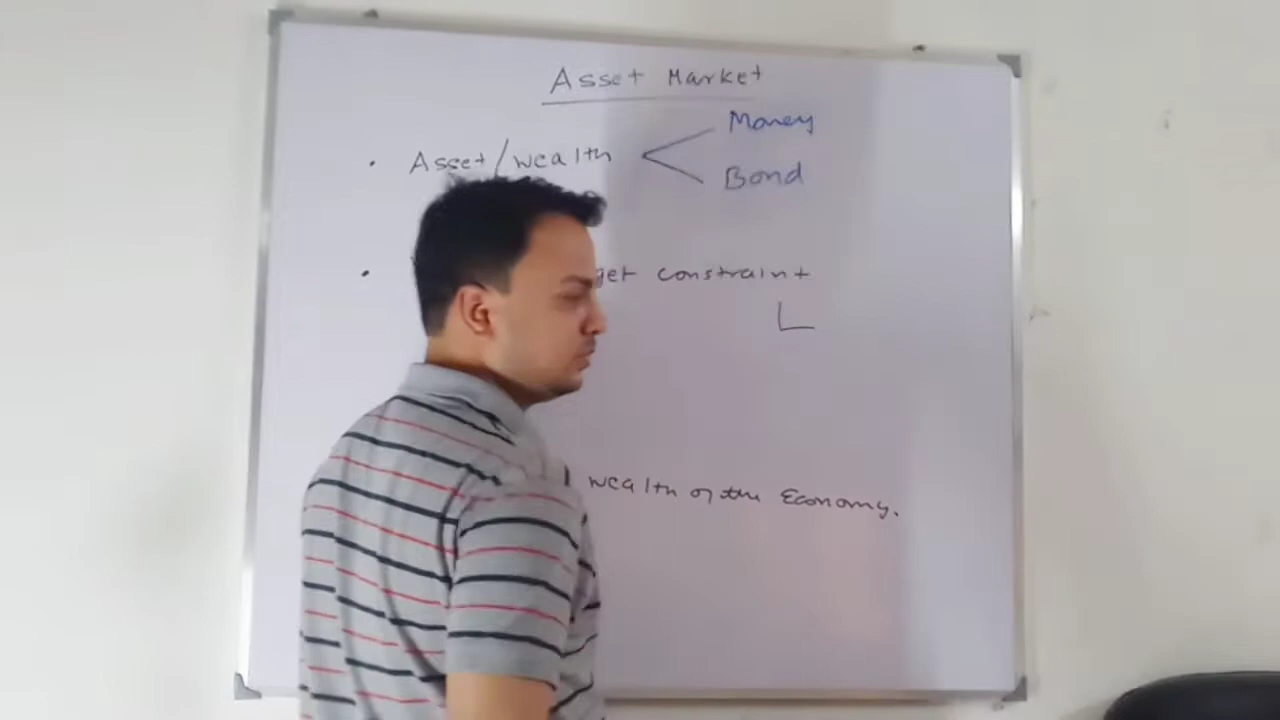 Asset Market
Money
• Asset/wealth
Bond
• get constraint
L
wealth of the Economy.